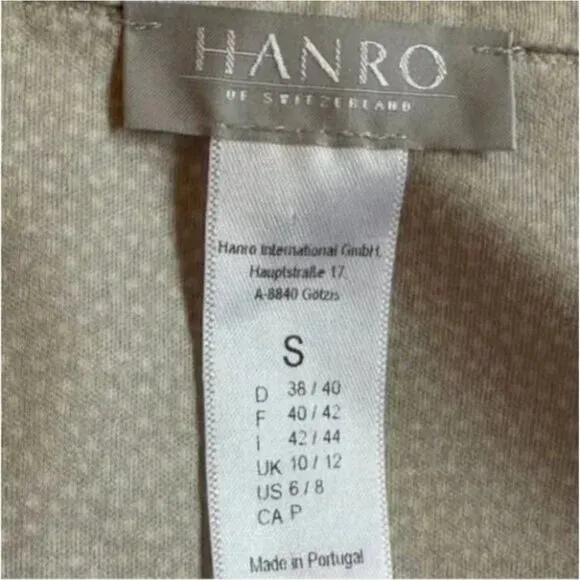 HANRO
OF SWITZERLAND
Hanro International GmbH.
Hauptstraße 17.
A-8840 Götzis
S
D 38 / 40
F 40 / 42
I 42 / 44
UK 10 / 12
US 6 / 8
CA P
Made in Portugal